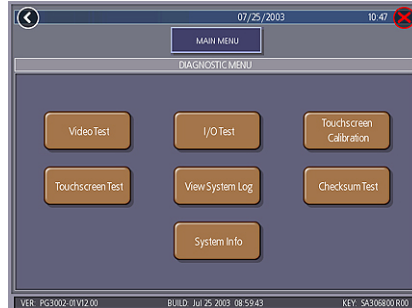 07/25/2003 10:47
MAIN MENU
DIAGNOSTIC MENU
Video Test
I/O Test
Touchscreen
Calibration
Touchscreen Test
View System Log
Checksum Test
System Info
VER: PG3002-01V12.00 BUILD: Jul 25 2003 08:59:43 KEY: SA306800 R00